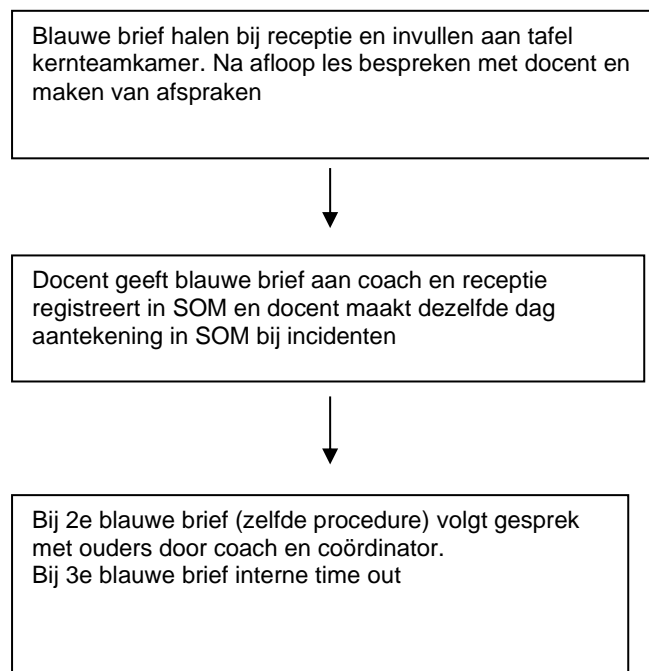 Blauwe brief halen bij receptie en invullen aan tafel
kernteamkamer. Na afloop les bespreken met docent en
maken van afspraken
Docent geeft blauwe brief aan coach en receptie
registreert in SOM en docent maakt dezelfde dag
aantekening in SOM bij incidenten
Bij 2e blauwe brief (zelfde procedure) volgt gesprek
met ouders door coach en coördinator.
Bij 3e blauwe brief interne time out